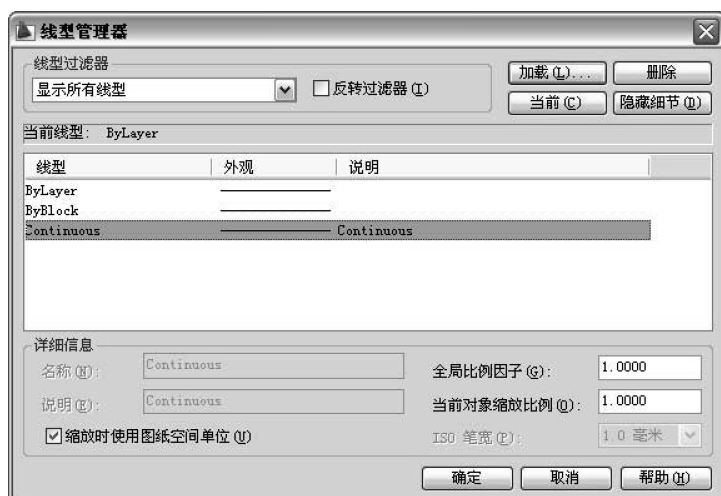 线型管理器
线型过滤器
显示所有线型
反转过滤器(I)
加载(L)...
删除
当前(C)
隐藏细节(D)
当前线型: ByLayer
线型 外观 说明
ByLayer
ByBlock
Continuous Continuous
详细信息
名称(N): Continuous
全局比例因子(G): 1.0000
说明(E): Continuous
当前对象缩放比例(O): 1.0000
缩放时使用图纸空间单位(U)
ISO 笔宽(P): 1.0 毫米
确定 取消 帮助(H)